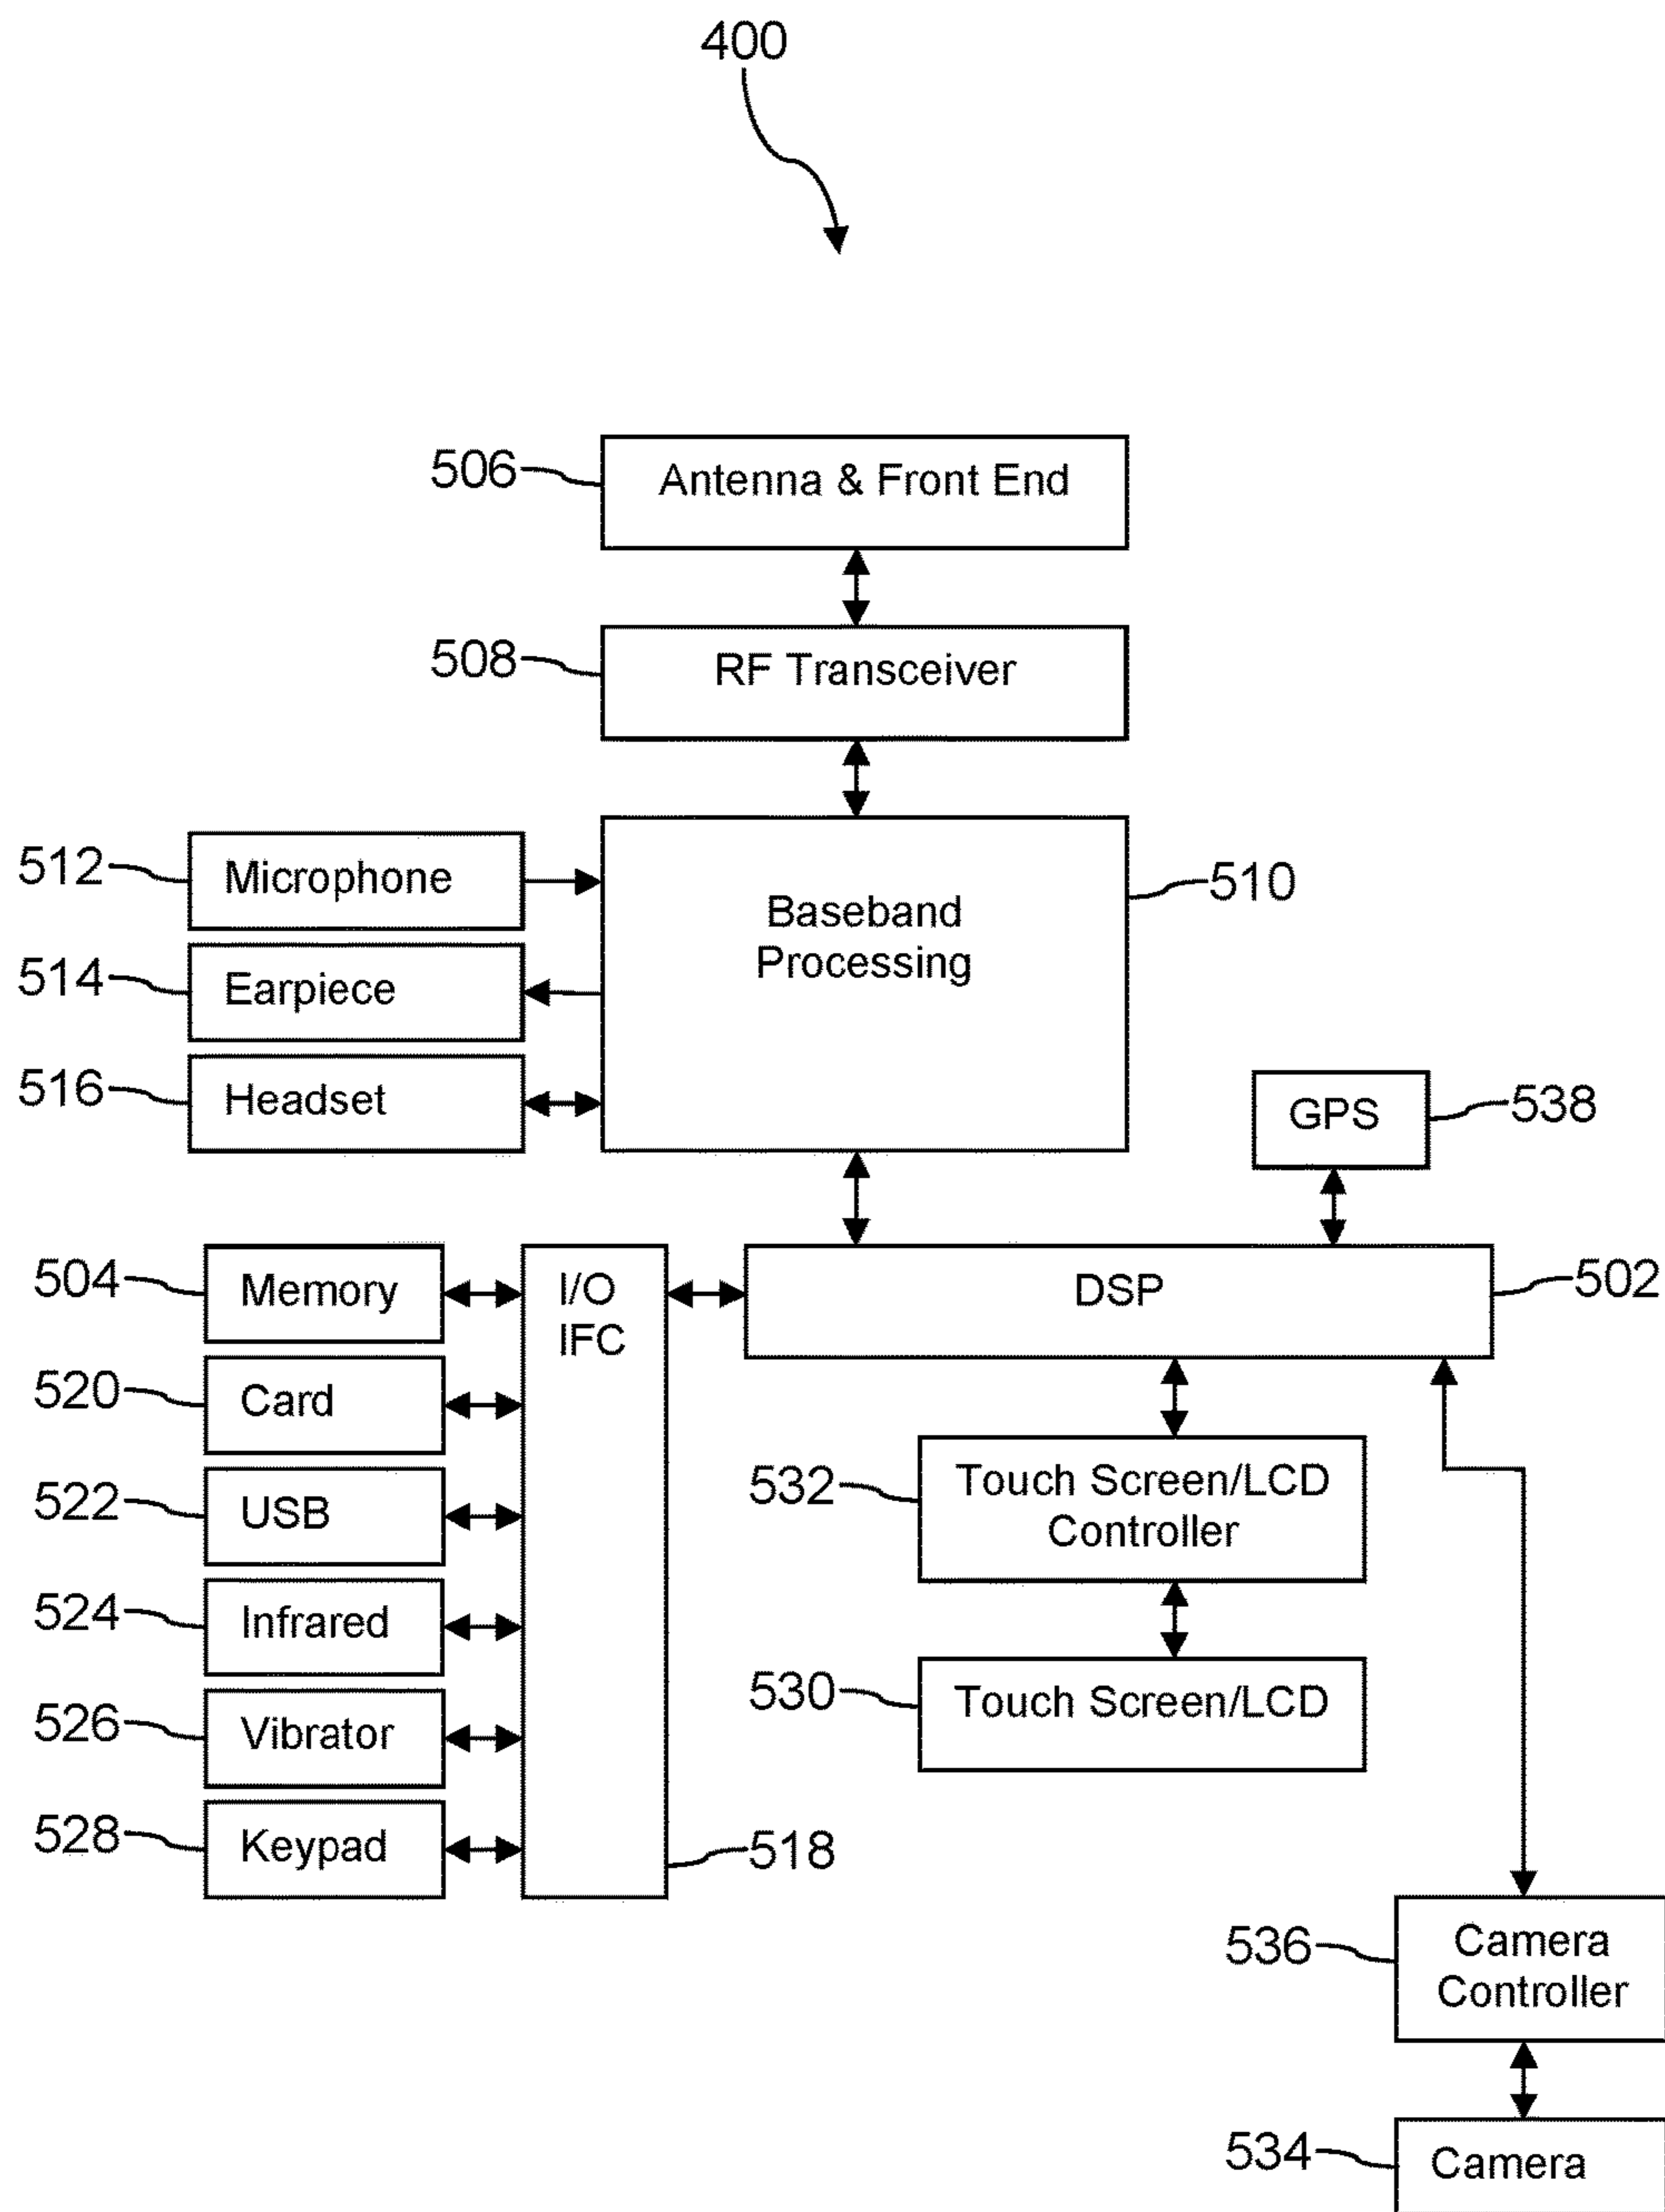 400
506
Antenna & Front End
508
RF Transceiver
512
Microphone
510
Baseband
Processing
514
Earpiece
516
Headset
GPS
538
504
Memory
I/O
IFC
DSP
502
520
Card
522
USB
532
Touch Screen/LCD
Controller
524
Infrared
530
Touch Screen/LCD
526
Vibrator
528
Keypad
518
536
Camera
Controller
534
Camera